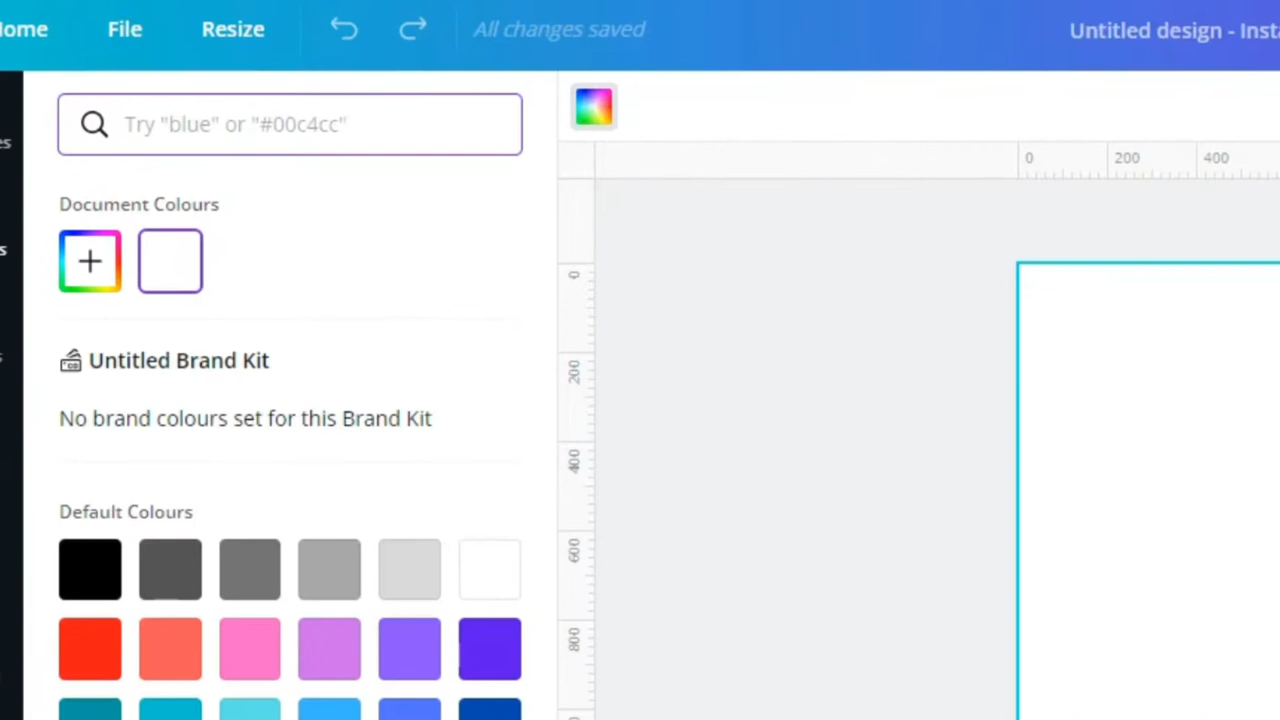 Home File Resize All changes saved Untitled design - Insta
Try "blue" or "#00c4cc"
0 200 400
es
Document Colours
s
0
Untitled Brand Kit
s
200
No brand colours set for this Brand Kit
400
Default Colours
600
800